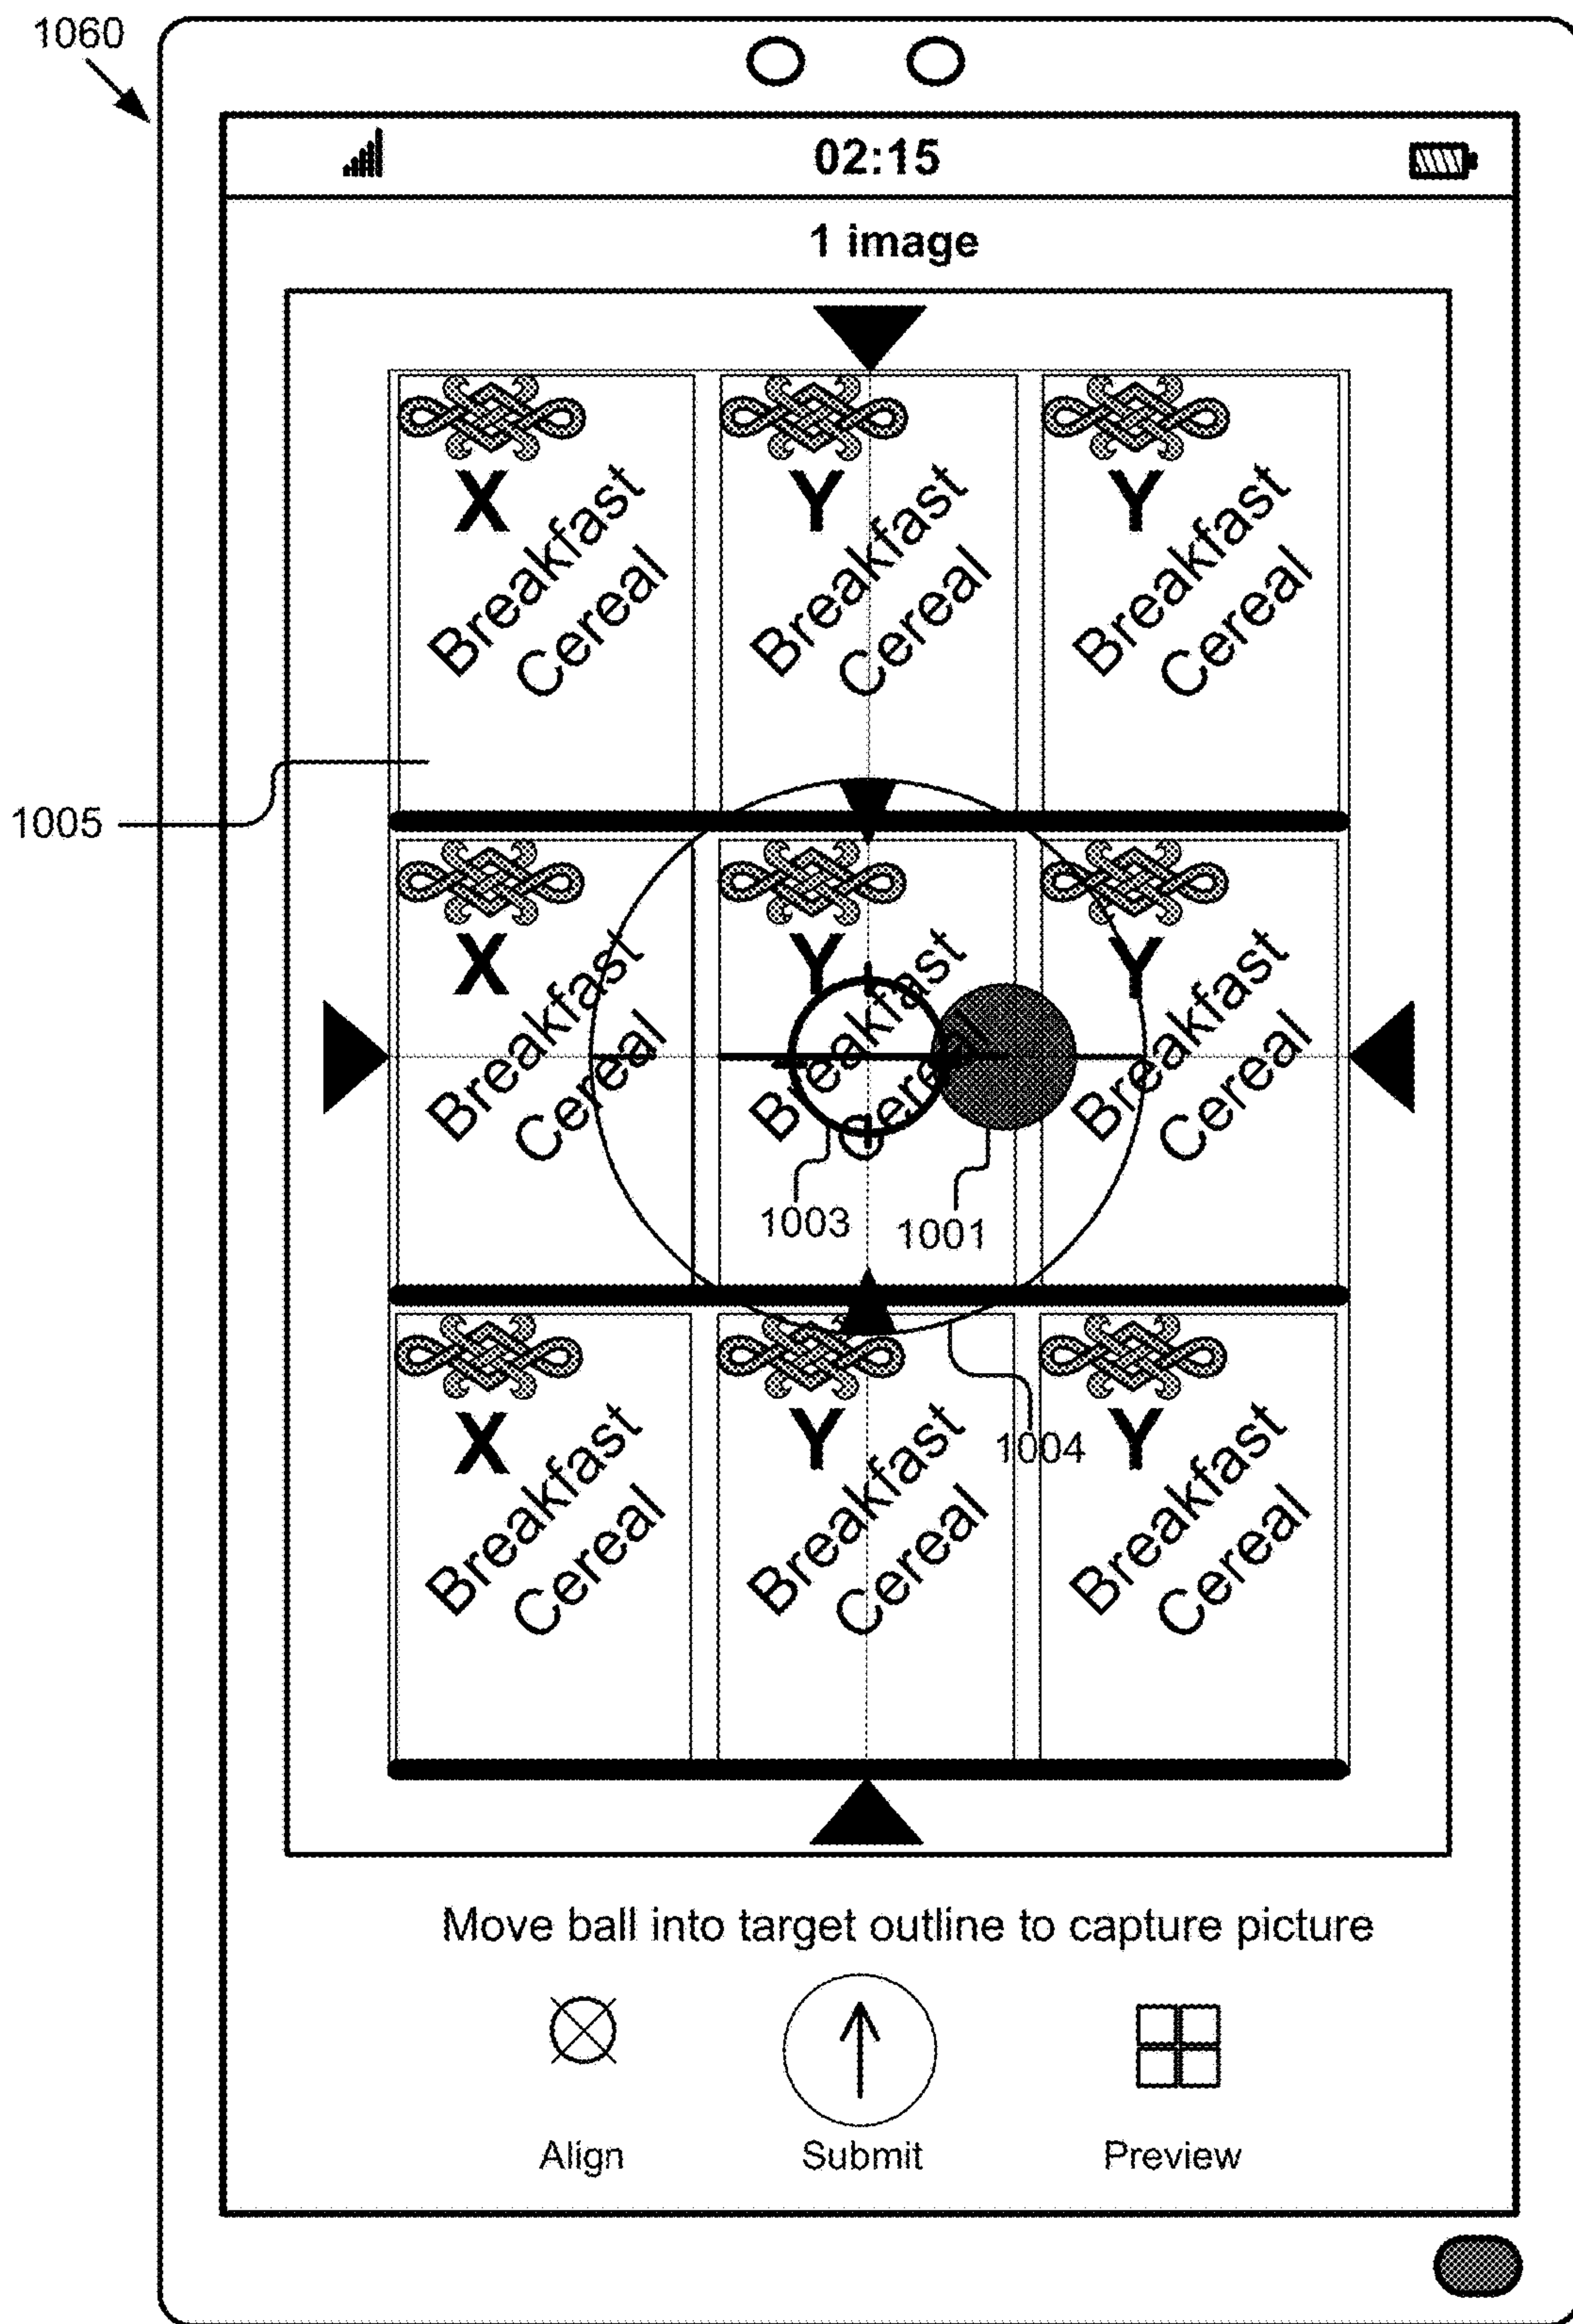 1060
02:15
1 image
X Y Y
Breakfast Breakfast Breakfast
Cereal Cereal Cereal
1005
X Y Y
Breakfast Breakfast Breakfast
Cereal Cereal Cereal
1003 1001
X Y Y
1004
Breakfast Breakfast Breakfast
Cereal Cereal Cereal
Move ball into target outline to capture picture
Align Submit Preview